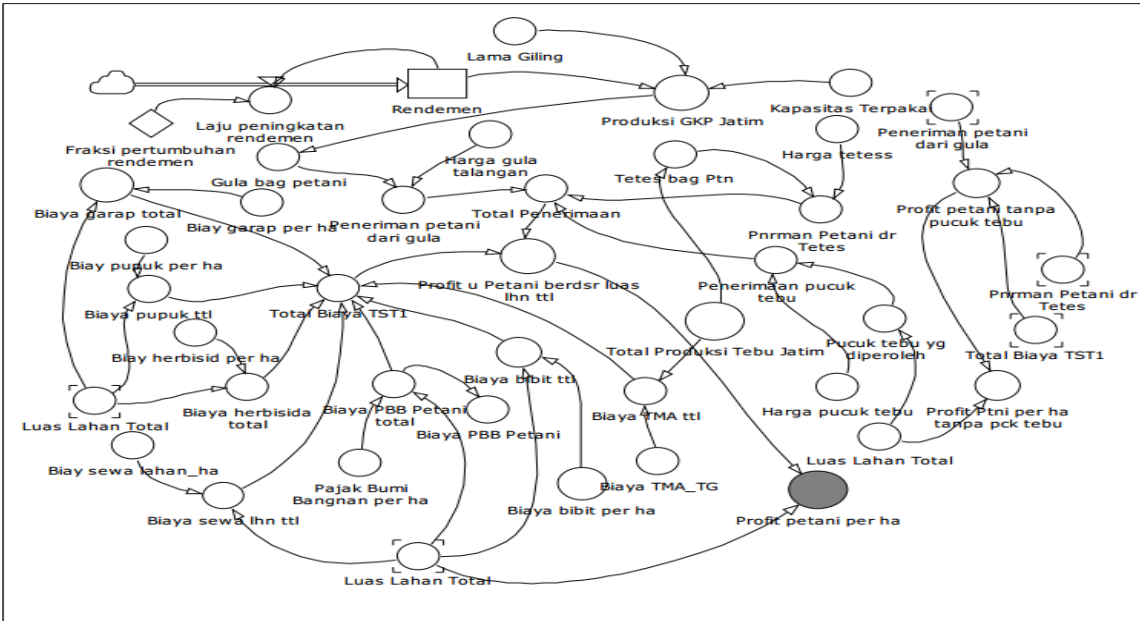 Lama Giling
Rendemen
Produksi GKP Jatim
Kapasitas Terpakai
Laju peningkatan
rendemen
Peneriman petani
dari gula
Fraksi pertumbuhan
rendemen
Harga gula
talangan
Harga tetess
Gula bag petani
Tetes bag Ptn
Biaya garap total
Biay garap per ha
Peneriman petani
dari gula
Total Penerimaan
Profit petani tanpa
pucuk tebu
Pnrman Petani dr
Tetes
Biay pupuk per ha
Profit u Petani berdsr luas
lhn ttl
Penerimaan pucuk
tebu
Pnrman Petani dr
Tetes
Biaya pupuk ttl
Total Biaya TST1
Pucuk tebu yg
diperoleh
Biay herbisid per ha
Total Produksi Tebu Jatim
Total Biaya TST1
Biaya bibit ttl
Biaya herbisida
total
Biaya PBB Petani
total
Biaya TMA ttl
Harga pucuk tebu
Profit Ptni per ha
tanpa pck tebu
Luas Lahan Total
Biaya PBB Petani
Luas Lahan Total
Biay sewa lahan_ha
Pajak Bumi
Bangnan per ha
Biaya TMA_TG
Biaya bibit per ha
Biaya sewa lhn ttl
Profit petani per ha
Luas Lahan Total